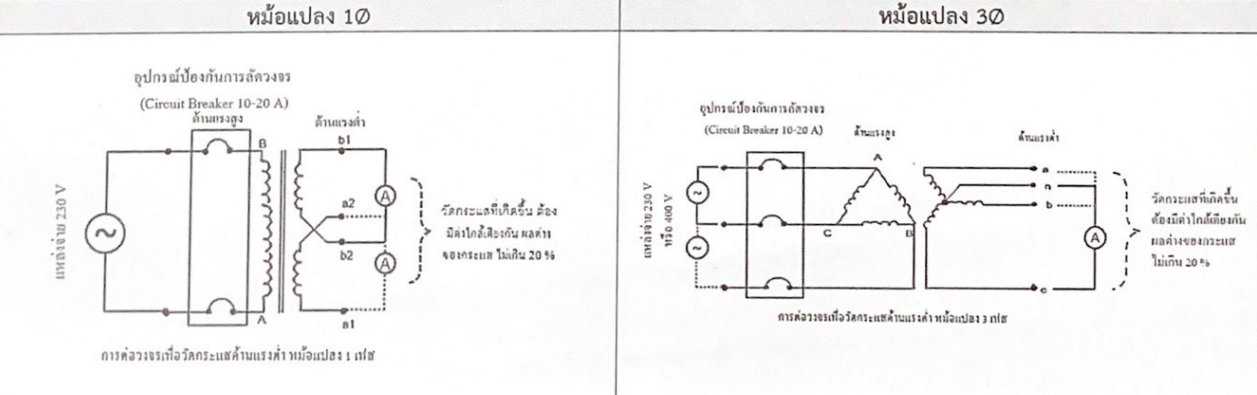 หม้อแปลง 1Ø
อุปกรณ์ป้องกันการลัดวงจร
(Circuit Breaker 10-20 A)
ด้านแรงสูง
ด้านแรงต่ำ
B
b1
A
a2
b2
A
A
a1
แหล่งจ่าย 230 V
วัดกระแสที่เกิดขึ้น ต้อง
มีค่าใกล้เคียงกัน ผลต่าง
ของกระแส ไม่เกิน 20 %
การต่อวงจรเพื่อวัดกระแสด้านแรงต่ำ หม้อแปลง 1 เฟส
หม้อแปลง 3Ø
อุปกรณ์ป้องกันการลัดวงจร
(Circuit Breaker 10-20 A)
ด้านแรงสูง
ด้านแรงต่ำ
A
a
n
b
C
B
A
c
แหล่งจ่าย 230 V
หรือ 400 V
วัดกระแสที่เกิดขึ้น
ต้องมีค่าใกล้เคียงกัน
ผลต่างของกระแส
ไม่เกิน 20 %
การต่อวงจรเพื่อวัดกระแสด้านแรงต่ำ หม้อแปลง 3 เฟส